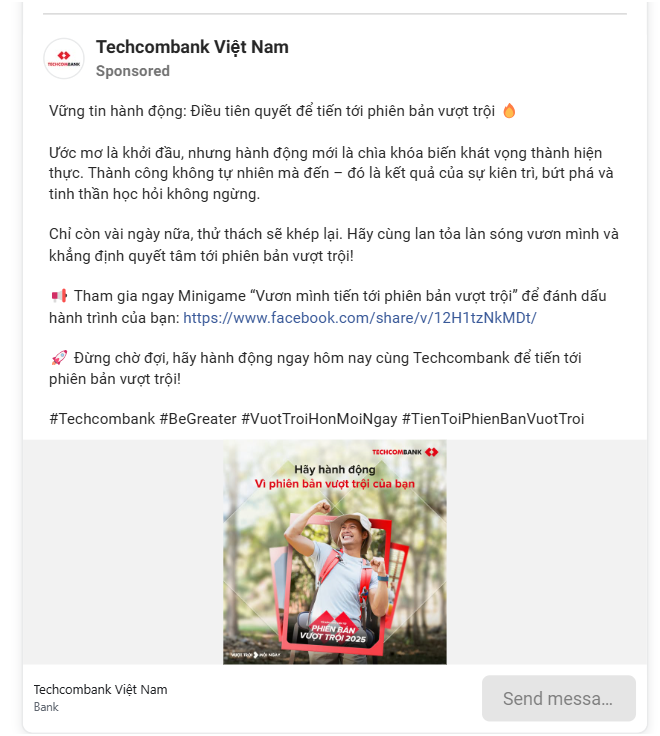 TECHCOMBANK
Techcombank Việt Nam
Sponsored
Vững tin hành động: Điều tiên quyết để tiến tới phiên bản vượt trội 🔥
Ước mơ là khởi đầu, nhưng hành động mới là chìa khóa biến khát vọng thành hiện
thực. Thành công không tự nhiên mà đến – đó là kết quả của sự kiên trì, bứt phá và
tinh thần học hỏi không ngừng.
Chỉ còn vài ngày nữa, thử thách sẽ khép lại. Hãy cùng lan tỏa làn sóng vươn mình và
khẳng định quyết tâm tới phiên bản vượt trội!
📢 Tham gia ngay Minigame “Vươn mình tiến tới phiên bản vượt trội” để đánh dấu
hành trình của bạn: https://www.facebook.com/share/v/12H1tzNkMDt/
🚀 Đừng chờ đợi, hãy hành động ngay hôm nay cùng Techcombank để tiến tới
phiên bản vượt trội!
#Techcombank #BeGreater #VuotTroiHonMoiNgay #TienToiPhienBanVuotTroi
TECHCOMBANK
Hãy hành động
Vì phiên bản vượt trội của bạn
PHIÊN BẢN
VƯỢT TRỘI 2025
VƯỢT TRỘI HƠN MỖI NGÀY
Techcombank Việt Nam
Bank
Send messa...